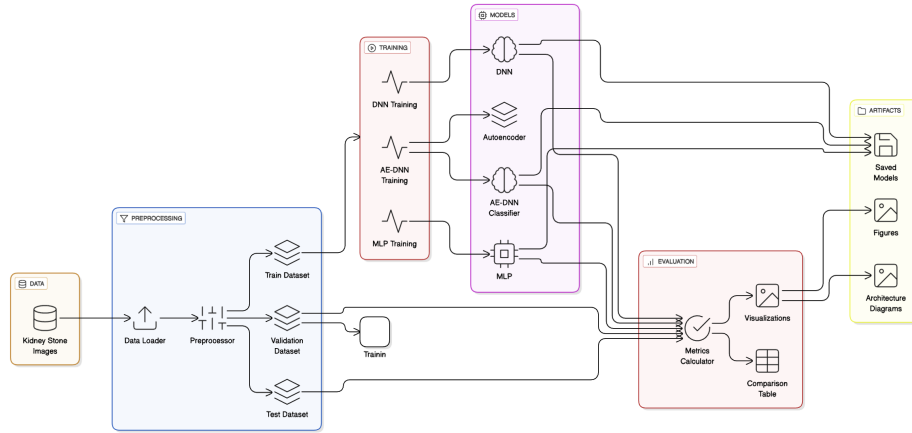 MODELS
DNN
Autoencoder
AE-DNN
Classifier
MLP
TRAINING
DNN Training
AE-DNN
Training
MLP Training
ARTIFACTS
Saved
Models
Figures
Architecture
Diagrams
PREPROCESSING
Train Dataset
Data Loader
Preprocessor
Validation
Dataset
Test Dataset
Trainin
DATA
Kidney Stone
Images
EVALUATION
Visualizations
Metrics
Calculator
Comparison
Table